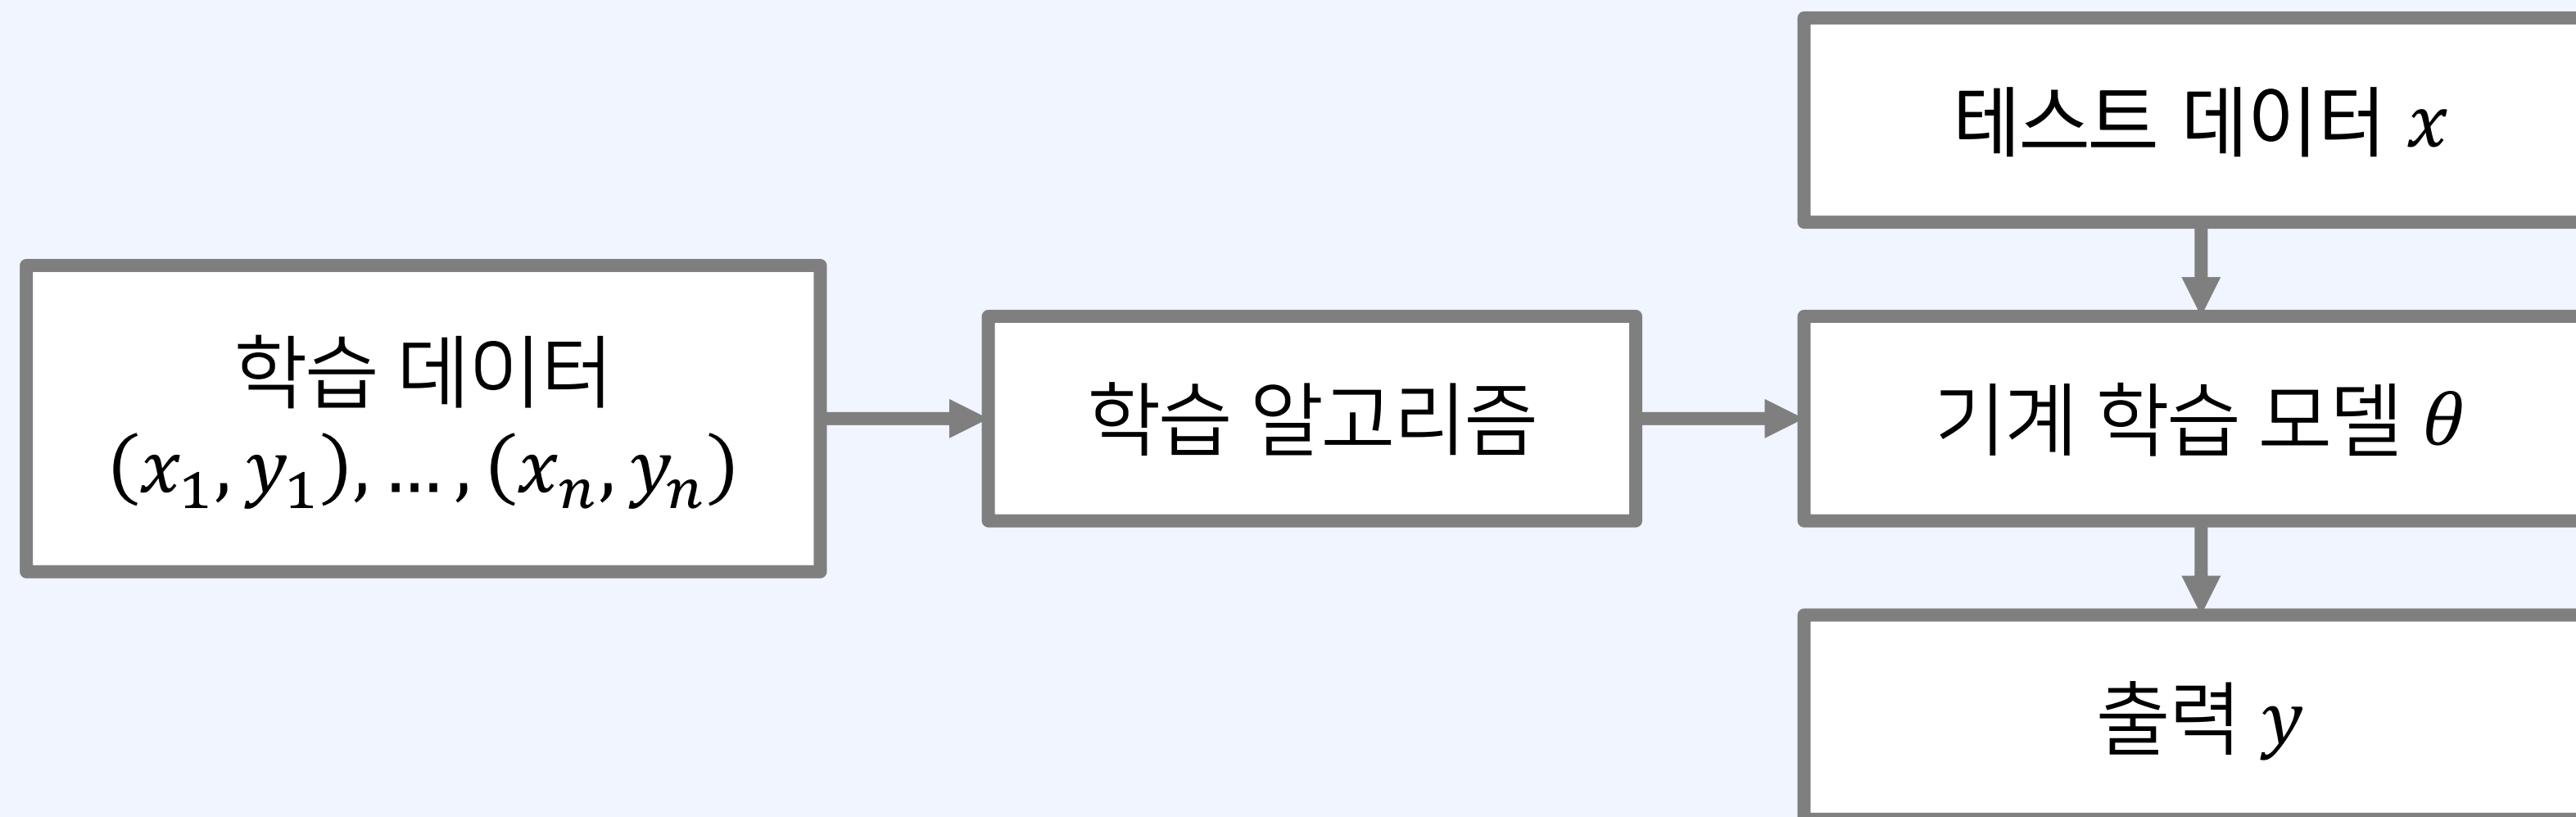 테스트 데이터 x
학습 데이터
(x₁, y₁), … , (xₙ, yₙ)
학습 알고리즘
기계 학습 모델 θ
출력 y